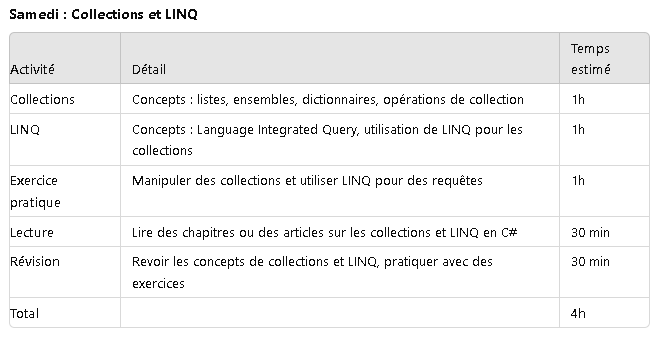 Samedi : Collections et LINQ
Temps
Activité Détail estimé
Collections Concepts : listes, ensembles, dictionnaires, opérations de collection 1h
LINQ Concepts : Language Integrated Query, utilisation de LINQ pour les 1h
collections
Exercice Manipuler des collections et utiliser LINQ pour des requêtes 1h
pratique
Lecture Lire des chapitres ou des articles sur les collections et LINQ en C# 30 min
Révision Revoir les concepts de collections et LINQ, pratiquer avec des 30 min
exercices
Total 4h